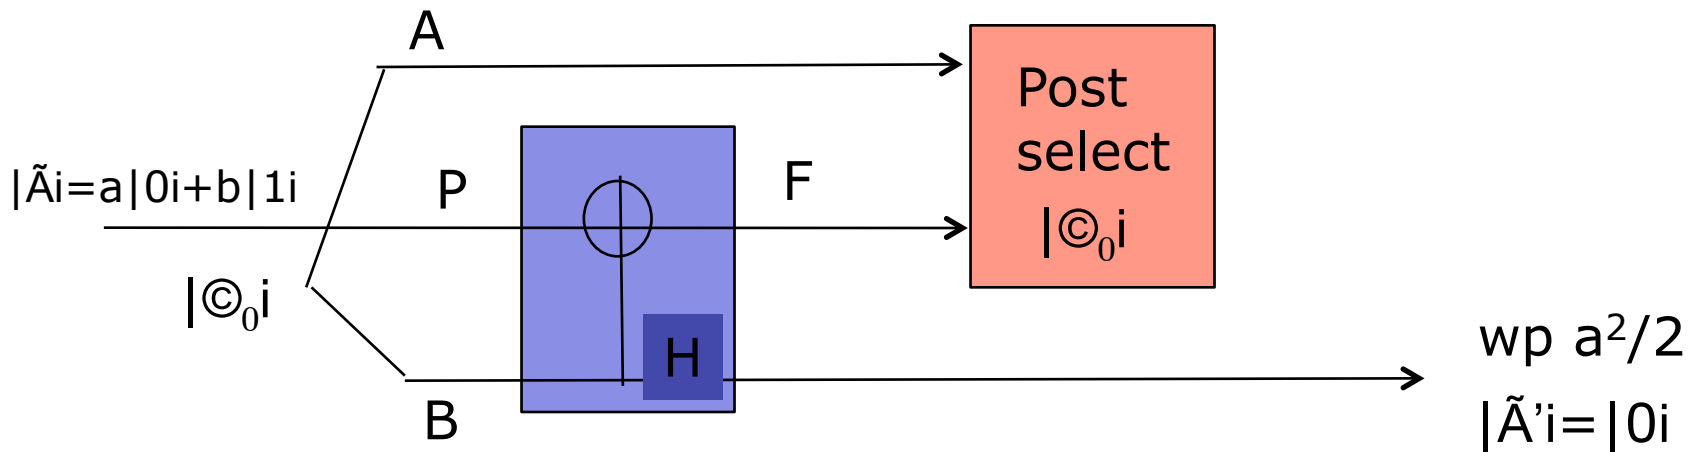 A
Post
select
|©₀i
|Ãi=a|0i+b|1i
P
F
|©₀i
H
B
wp a²/2
|Ã’i=|0i